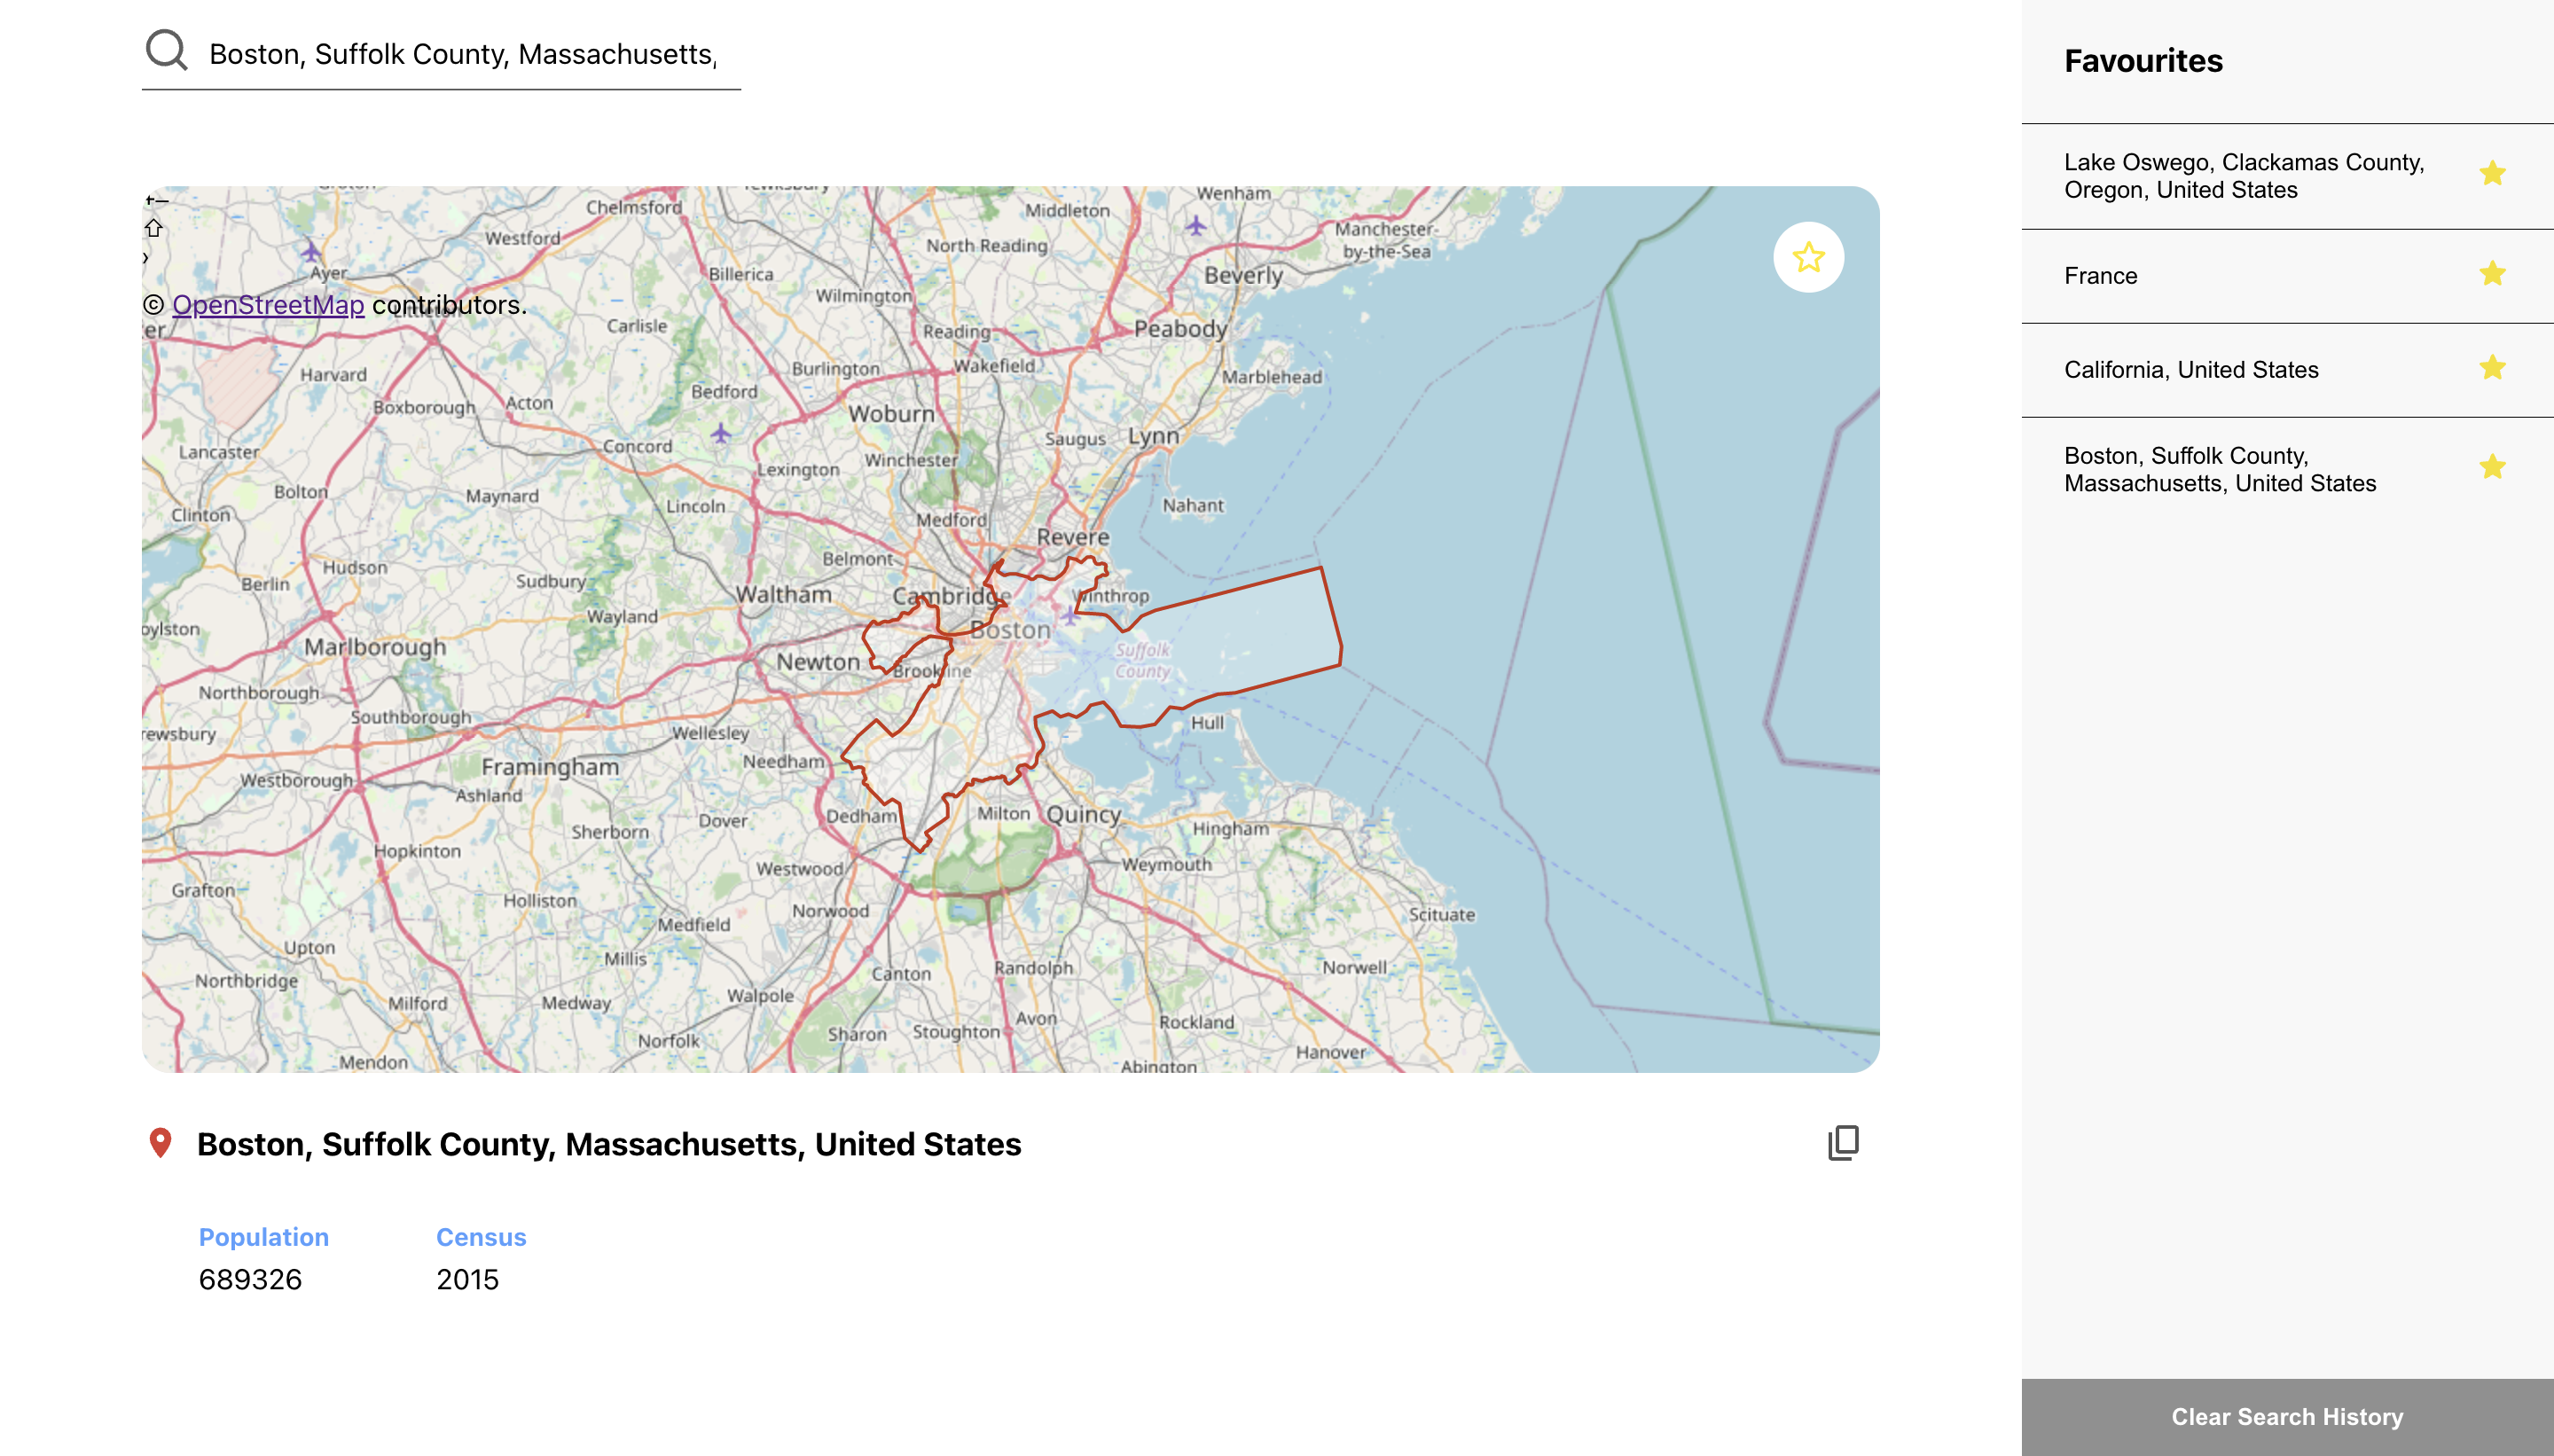 Boston, Suffolk County, Massachusetts,
Favourites
Lake Oswego, Clackamas County,
Oregon, United States
France
California, United States
Boston, Suffolk County,
Massachusetts, United States
Clear Search History
+−
⇧
›
© OpenStreetMap contributors.
Chelmsford
Wenham
Middleton
Manchester-
by-the-Sea
Westford
North Reading
Ayer
Billerica
Beverly
Wilmington
Carlisle
Reading
Peabody
Harvard
Burlington
Wakefield
Marblehead
Bedford
Boxborough
Acton
Woburn
Concord
Saugus
Lynn
Lancaster
Lexington
Winchester
Bolton
Maynard
Lincoln
Nahant
Clinton
Medford
Revere
Belmont
Hudson
Berlin
Sudbury
Waltham
Cambridge
Winthrop
Wayland
oylston
Boston
Marlborough
Suffolk
County
Newton
Brookline
Northborough
Southborough
Hull
rewsbury
Wellesley
Needham
Framingham
Westborough
Ashland
Dedham
Milton
Quincy
Dover
Sherborn
Hingham
Hopkinton
Westwood
Weymouth
Grafton
Holliston
Norwood
Scituate
Medfield
Upton
Millis
Northbridge
Canton
Randolph
Norwell
Milford
Medway
Walpole
Avon
Rockland
Sharon
Stoughton
Norfolk
Hanover
Mendon
Abington
Boston, Suffolk County, Massachusetts, United States
Population
Census
689326
2015